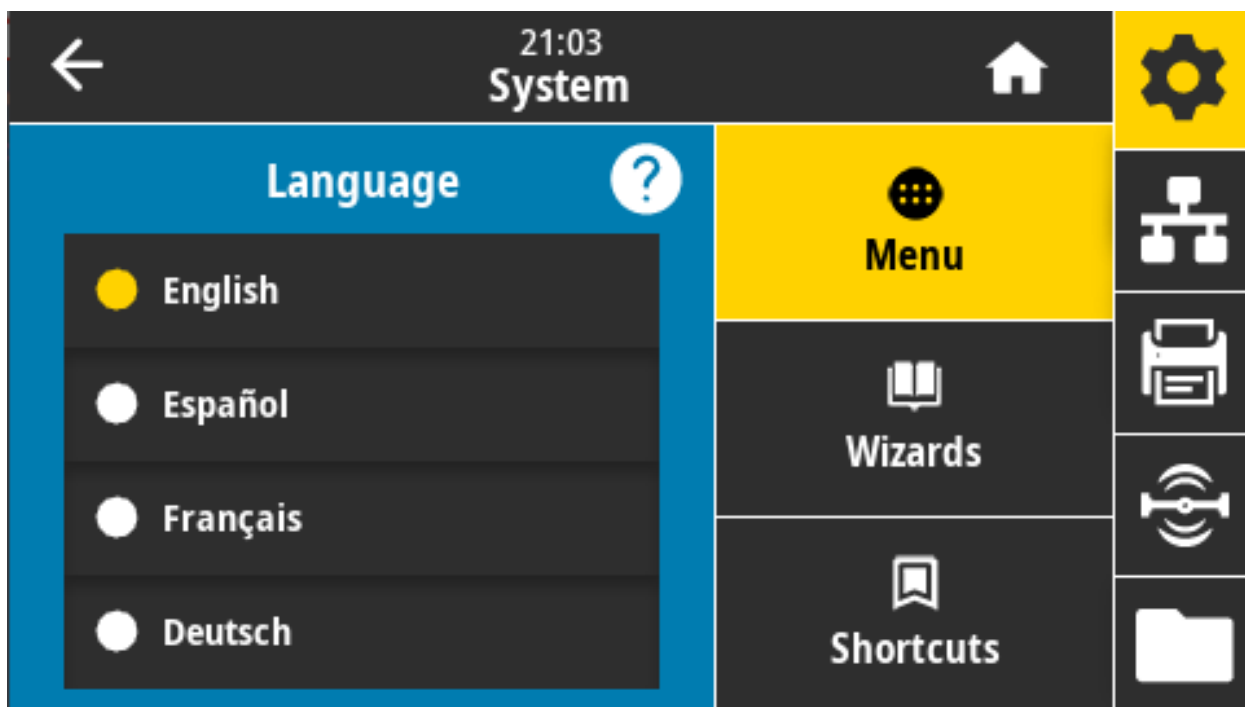 21:03
System
Language
?
English
Español
Français
Deutsch
Menu
Wizards
Shortcuts